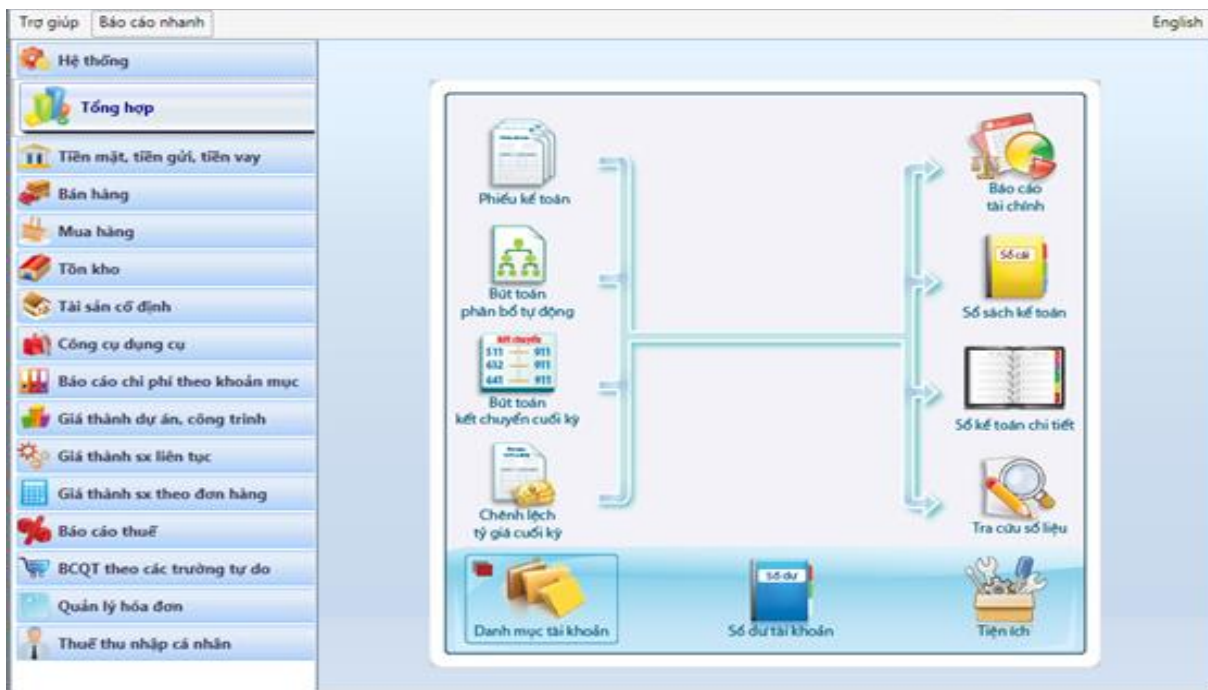 Trợ giúp Báo cáo nhanh English
Hệ thống
Tổng hợp
Tiền mặt, tiền gửi, tiền vay
Bán hàng
Mua hàng
Tồn kho
Tài sản cố định
Công cụ dụng cụ
Báo cáo chi phí theo khoản mục
Giá thành dự án, công trình
Giá thành sx liên tục
Giá thành sx theo đơn hàng
Báo cáo thuế
BCQT theo các trường tự do
Quản lý hóa đơn
Thuế thu nhập cá nhân
Phiếu kế toán
Bút toán
phân bổ tự động
Kết chuyển
511 911
632 911
641 911
Bút toán
kết chuyển cuối kỳ
Chênh lệch
tỷ giá cuối kỳ
Báo cáo
tài chính
Sổ cái
Sổ sách kế toán
Sổ kế toán chi tiết
Tra cứu số liệu
Danh mục tài khoản
Số dư
Số dư tài khoản
Tiện ích